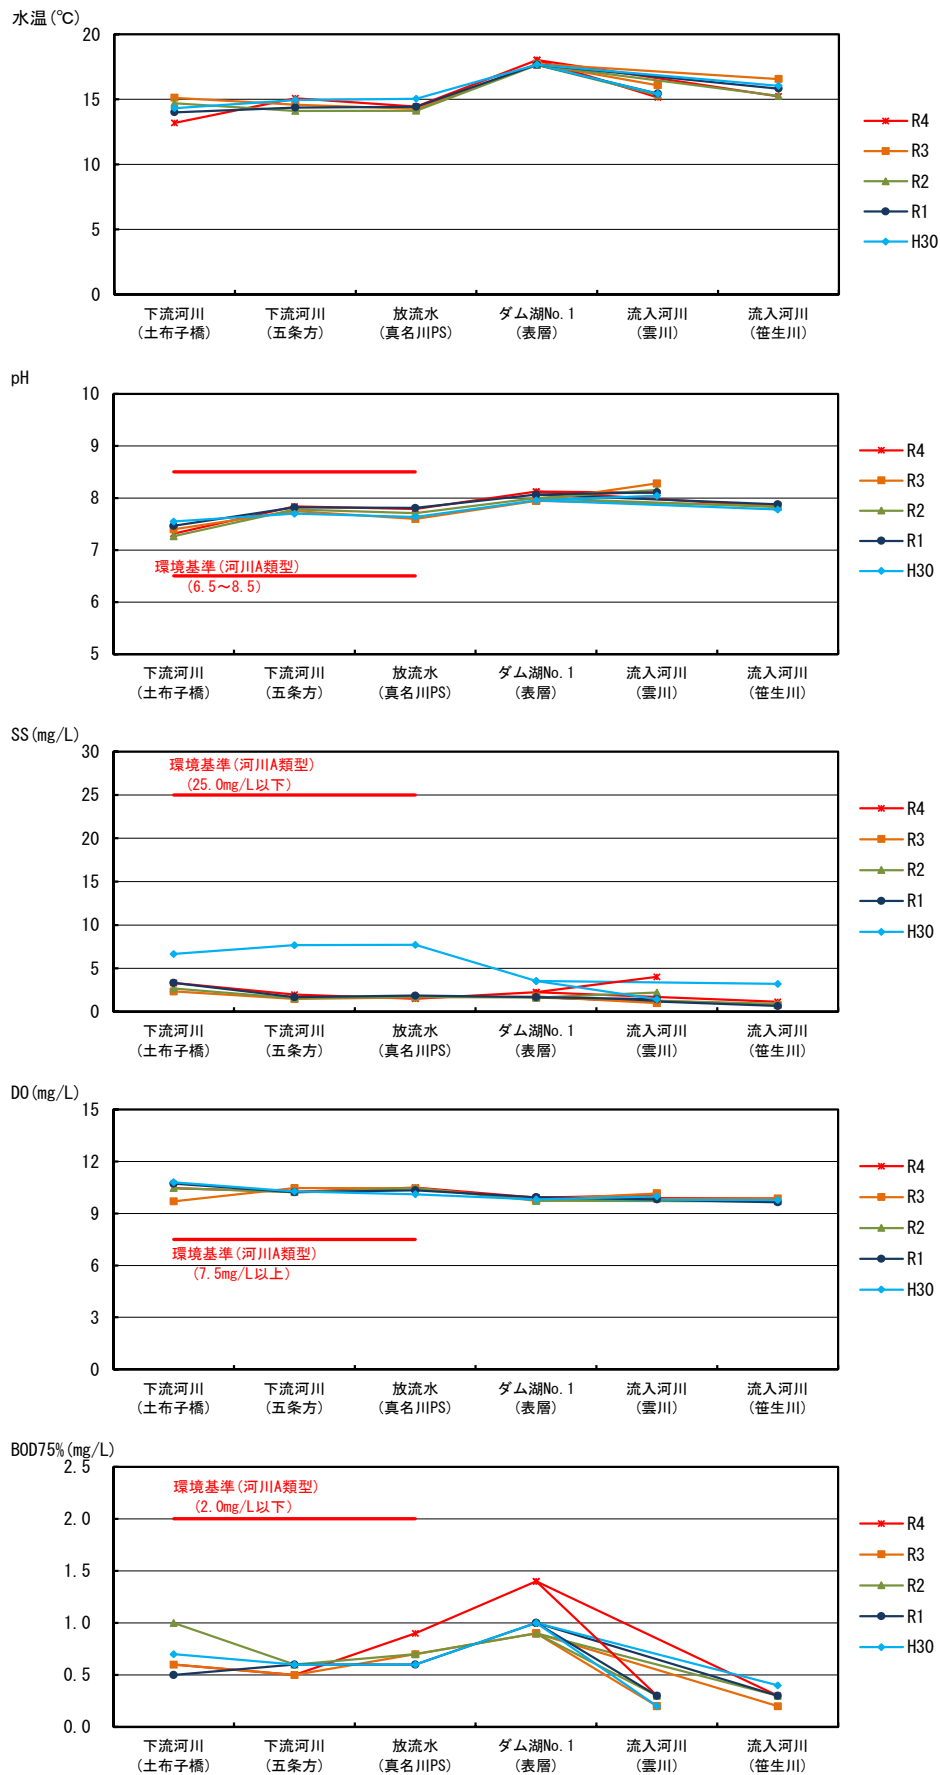 水温(℃)
20
15
10
5
0
下流河川
(土布子橋)
下流河川
(五条方)
放流水
(真名川PS)
ダム湖No.1
(表層)
流入河川
(雲川)
流入河川
(笹生川)
R4
R3
R2
R1
H30
pH
10
9
8
7
6
5
環境基準(河川A類型)
(6.5～8.5)
下流河川
(土布子橋)
下流河川
(五条方)
放流水
(真名川PS)
ダム湖No.1
(表層)
流入河川
(雲川)
流入河川
(笹生川)
R4
R3
R2
R1
H30
SS(mg/L)
30
25
20
15
10
5
0
環境基準(河川A類型)
(25.0mg/L以下)
下流河川
(土布子橋)
下流河川
(五条方)
放流水
(真名川PS)
ダム湖No.1
(表層)
流入河川
(雲川)
流入河川
(笹生川)
R4
R3
R2
R1
H30
DO(mg/L)
15
12
9
6
3
0
環境基準(河川A類型)
(7.5mg/L以上)
下流河川
(土布子橋)
下流河川
(五条方)
放流水
(真名川PS)
ダム湖No.1
(表層)
流入河川
(雲川)
流入河川
(笹生川)
R4
R3
R2
R1
H30
BOD75%(mg/L)
2.5
2.0
1.5
1.0
0.5
0.0
環境基準(河川A類型)
(2.0mg/L以下)
下流河川
(土布子橋)
下流河川
(五条方)
放流水
(真名川PS)
ダム湖No.1
(表層)
流入河川
(雲川)
流入河川
(笹生川)
R4
R3
R2
R1
H30